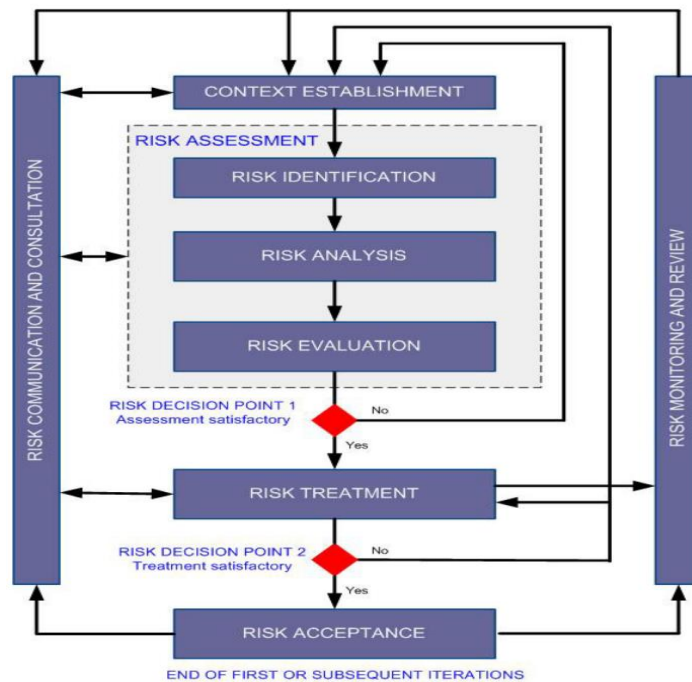 CONTEXT ESTABLISHMENT
RISK ASSESSMENT
RISK IDENTIFICATION
RISK ANALYSIS
RISK EVALUATION
RISK DECISION POINT 1
Assessment satisfactory
No
Yes
RISK TREATMENT
RISK DECISION POINT 2
Treatment satisfactory
No
Yes
RISK ACCEPTANCE
END OF FIRST OR SUBSEQUENT ITERATIONS
RISK COMMUNICATION AND CONSULTATION
RISK MONITORING AND REVIEW